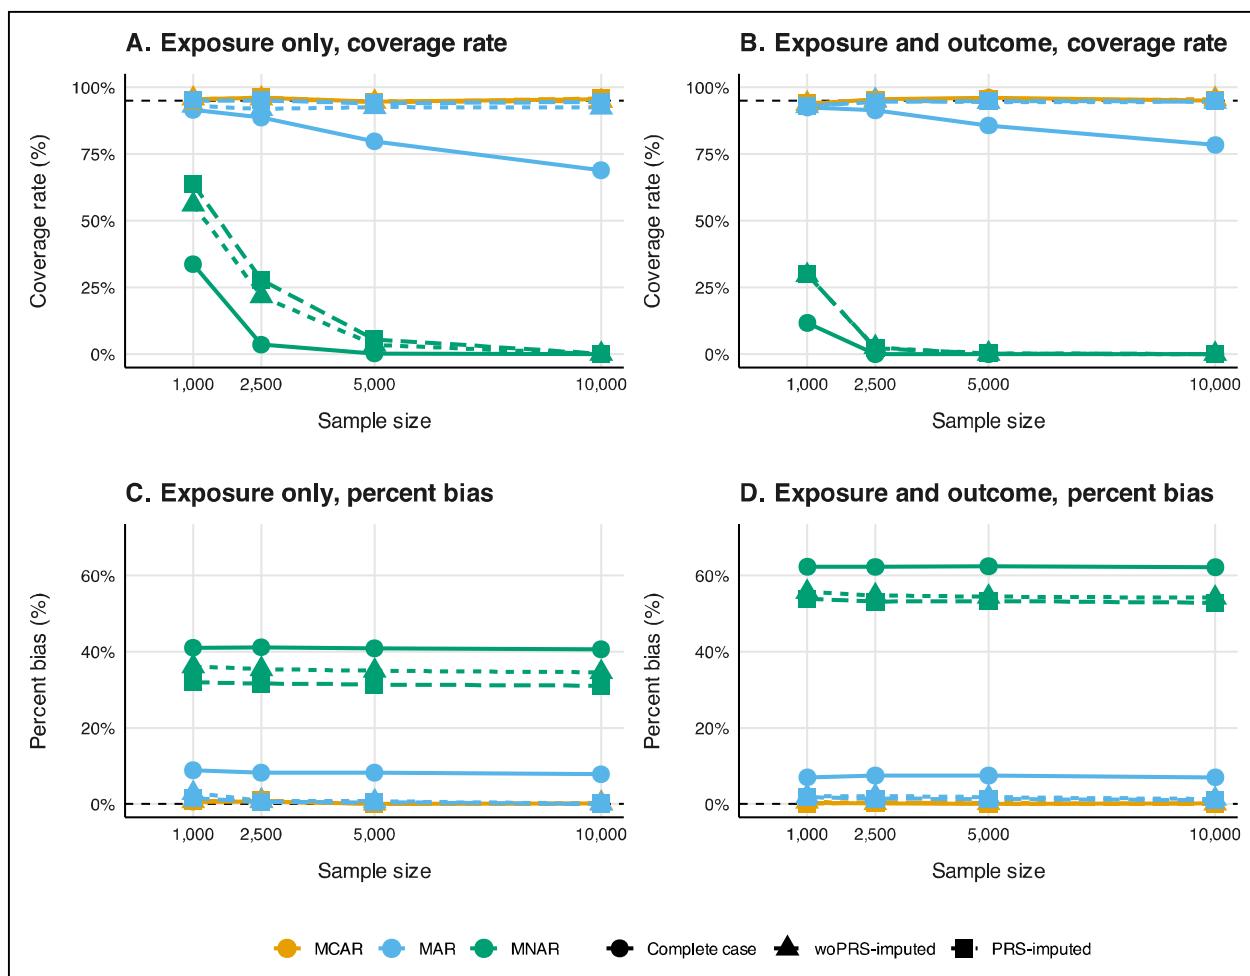 A. Exposure only, coverage rate
Coverage rate (%)
100%
75%
50%
25%
0%
1,000 2,500 5,000 10,000
Sample size
B. Exposure and outcome, coverage rate
Coverage rate (%)
100%
75%
50%
25%
0%
1,000 2,500 5,000 10,000
Sample size
C. Exposure only, percent bias
Percent bias (%)
60%
40%
20%
0%
1,000 2,500 5,000 10,000
Sample size
D. Exposure and outcome, percent bias
Percent bias (%)
60%
40%
20%
0%
1,000 2,500 5,000 10,000
Sample size
MCAR MAR MNAR Complete case woPRS-imputed PRS-imputed